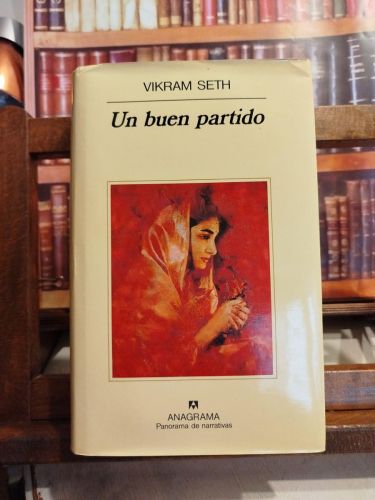 VIKRAM SETH
Un buen partido
ANAGRAMA
Panorama de narrativas